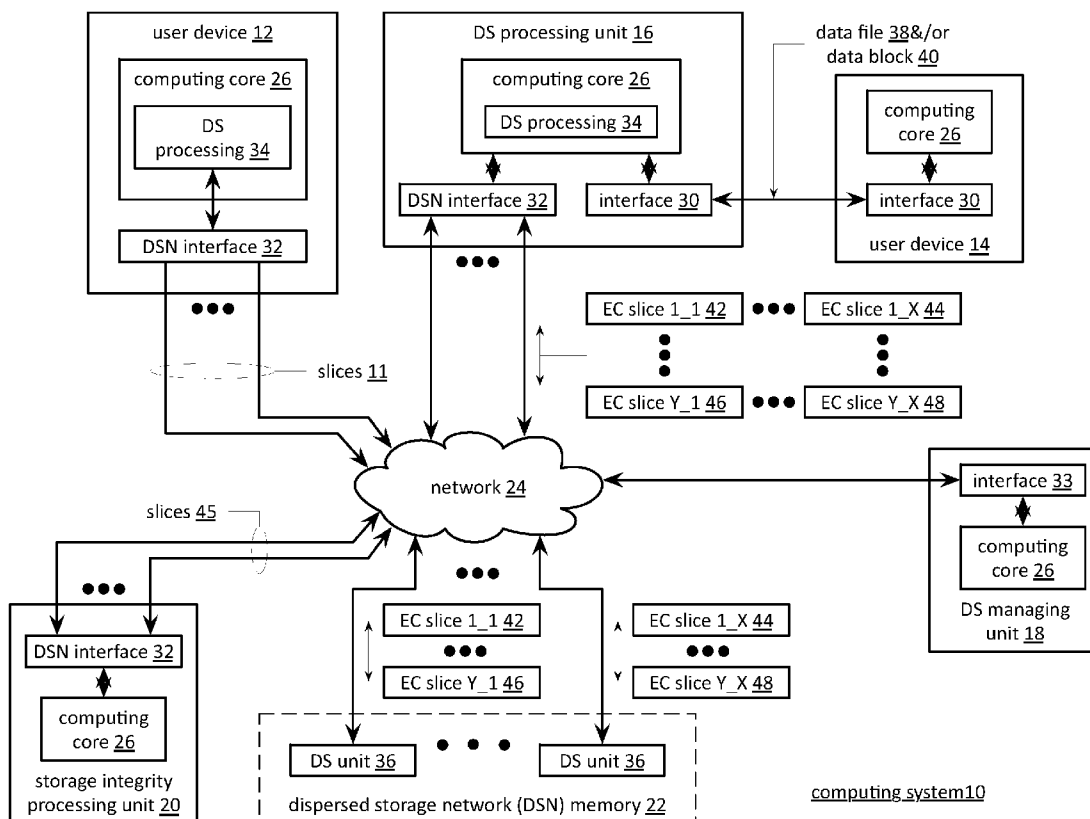 user device 12
computing core 26
DS
processing 34
DSN interface 32
DS processing unit 16
computing core 26
DS processing 34
DSN interface 32
interface 30
data file 38&/or
data block 40
computing
core 26
interface 30
user device 14
slices 11
EC slice 1_1 42
EC slice 1_X 44
EC slice Y_1 46
EC slice Y_X 48
network 24
slices 45
interface 33
computing
core 26
DS managing
unit 18
DSN interface 32
computing
core 26
storage integrity
processing unit 20
EC slice 1_1 42
EC slice Y_1 46
EC slice 1_X 44
EC slice Y_X 48
DS unit 36
DS unit 36
dispersed storage network (DSN) memory 22
computing system10